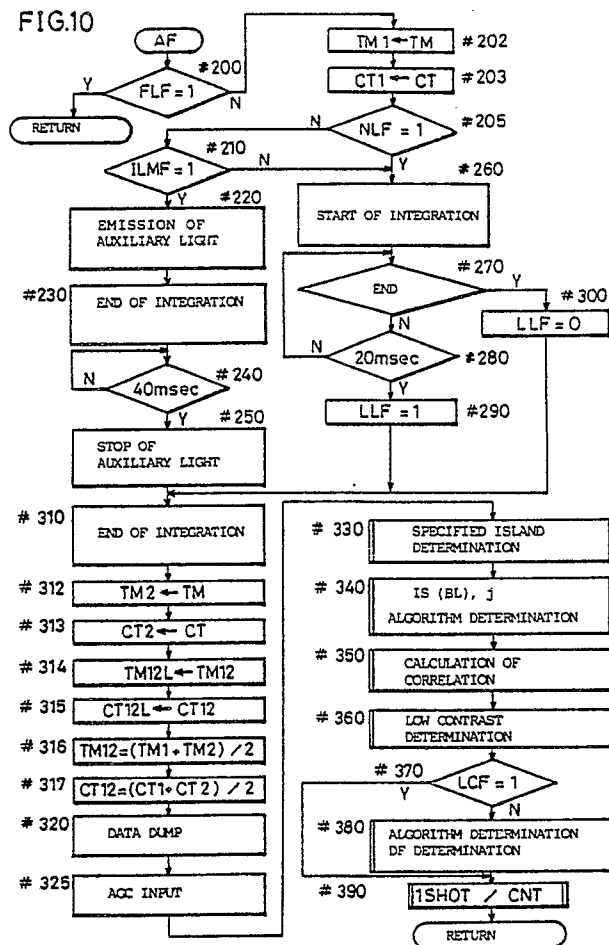 FIG.10
AF
#200
FLF = 1
Y
N
RETURN
TM1 ← TM
#202
CT1 ← CT
#203
NLF = 1
#205
N
Y
ILMF = 1
#210
N
Y
#220
EMISSION OF
AUXILIARY LIGHT
#230
END OF INTEGRATION
#240
40msec
N
Y
#250
STOP OF
AUXILIARY LIGHT
#260
START OF INTEGRATION
#270
END
Y
N
#300
LLF = 0
20msec
#280
N
Y
LLF = 1
#290
# 310
END OF INTEGRATION
# 312
TM2 ← TM
# 313
CT2 ← CT
# 314
TM12L ← TM12
# 315
CT12L ← CT12
# 316
TM12=(TM1+TM2)/2
# 317
CT12=(CT1+CT2)/2
# 320
DATA DUMP
# 325
AGC INPUT
# 330
SPECIFIED ISLAND
DETERMINATION
# 340
IS (BL), j
ALGORITHM DETERMINATION
# 350
CALCULATION OF
CORRELATION
# 360
LOW CONTRAST
DETERMINATION
# 370
LCF = 1
Y
N
# 380
ALGORITHM DETERMINATION
DF DETERMINATION
# 390
1SHOT / CNT
RETURN